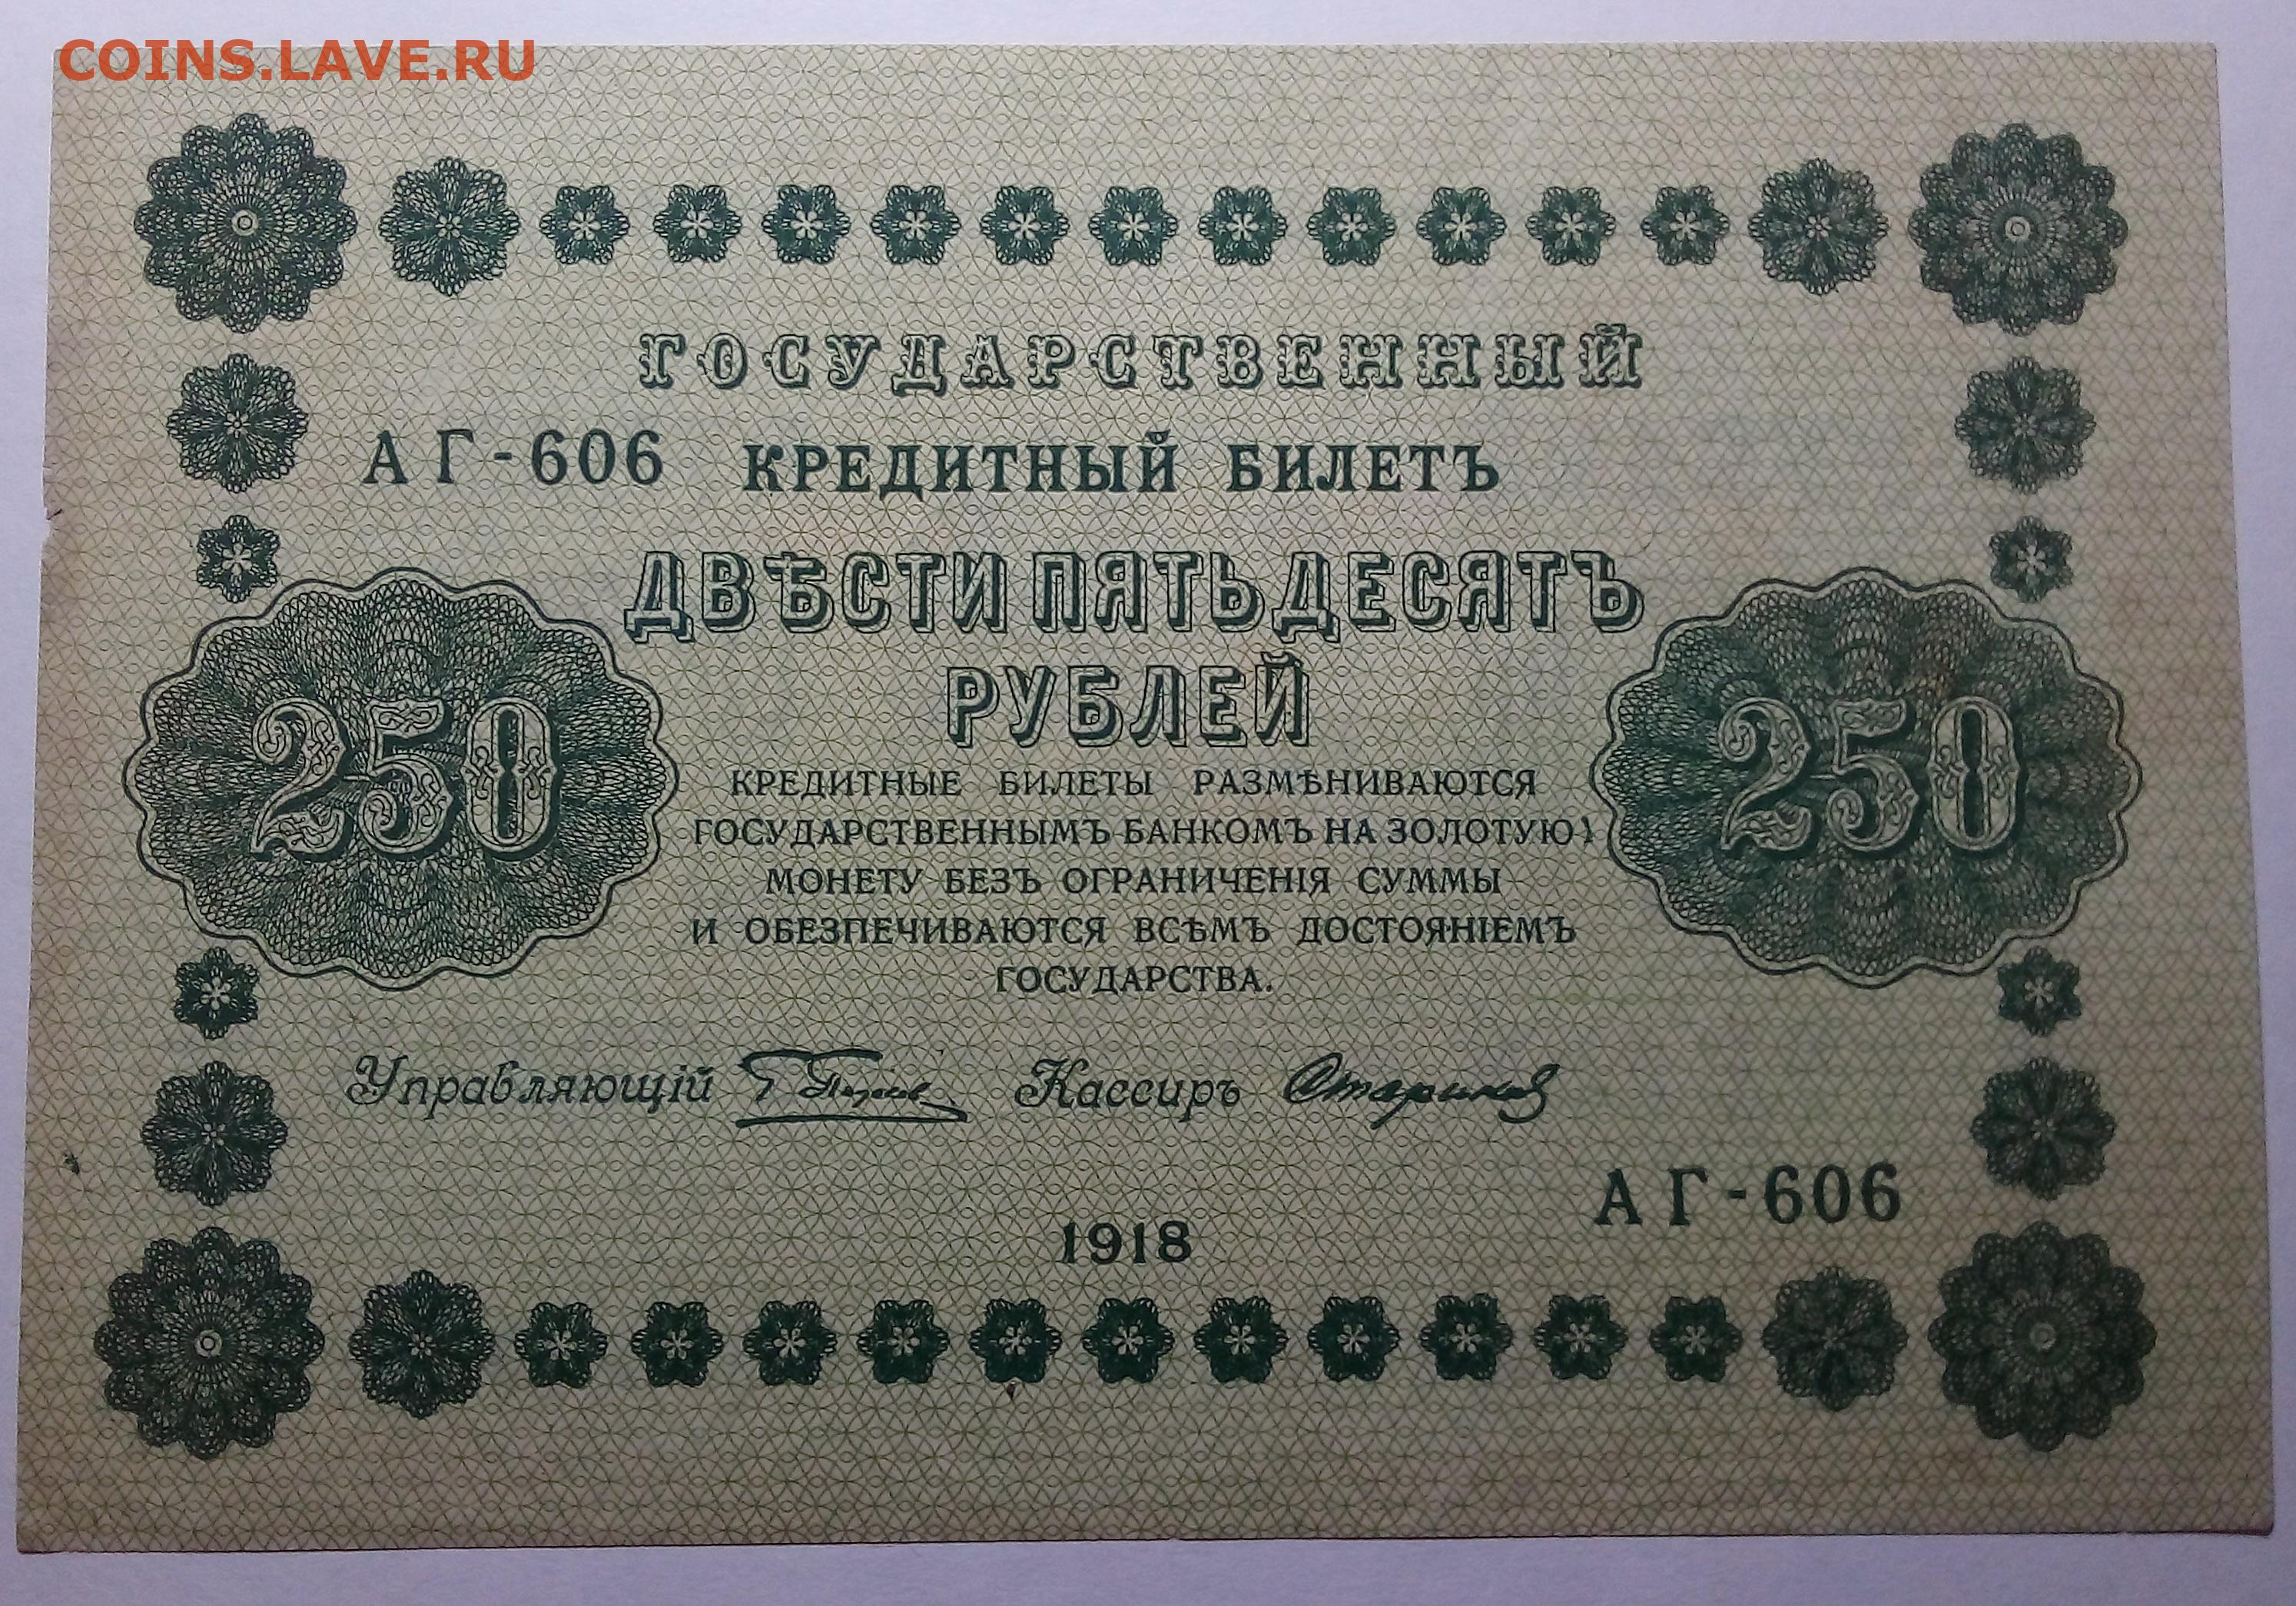 COINS.LAVE.RU
ГОСУДАРСТВЕННЫЙ
АГ-606 КРЕДИТНЫЙ БИЛЕТЪ
ДВѢСТИ ПЯТЬДЕСЯТЪ
РУБЛЕЙ
250 250
КРЕДИТНЫЕ БИЛЕТЫ РАЗМѢНИВАЮТСЯ
ГОСУДАРСТВЕННЫМЪ БАНКОМЪ НА ЗОЛОТУЮ
МОНЕТУ БЕЗЪ ОГРАНИЧЕНІЯ СУММЫ
И ОБЕЗПЕЧИВАЮТСЯ ВСѢМЪ ДОСТОЯНІЕМЪ
ГОСУДАРСТВА.
Управляющій Кассиръ Стариков
АГ-606
1918